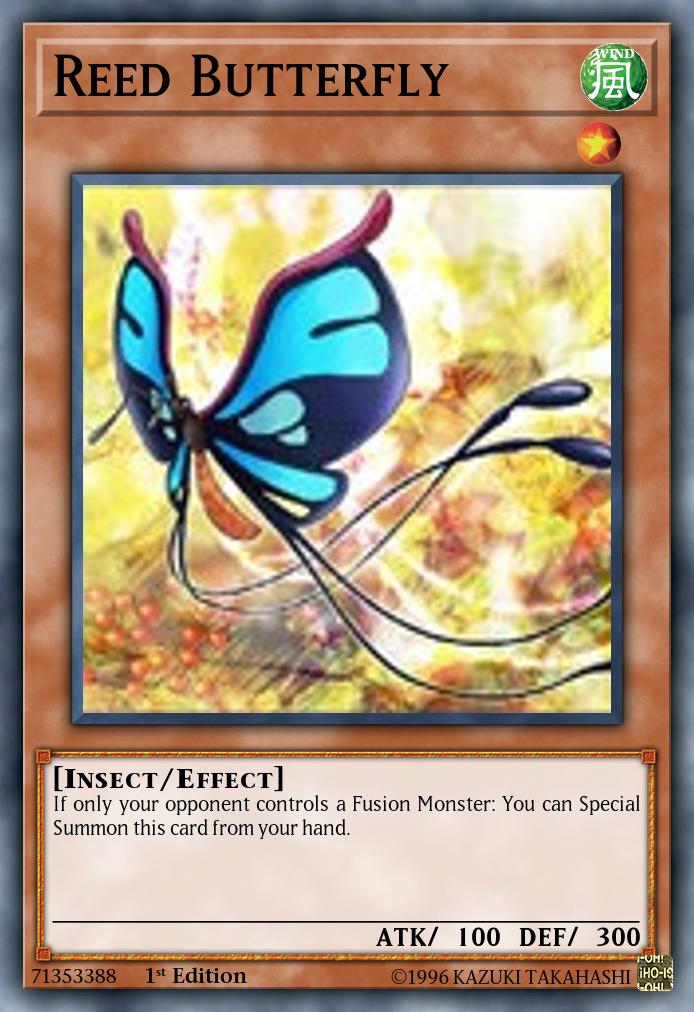 Reed Butterfly
WIND
風
[Insect/Effect]
If only your opponent controls a Fusion Monster: You can Special
Summon this card from your hand.
ATK/ 100 DEF/ 300
71353388 1st Edition ©1996 KAZUKI TAKAHASHI